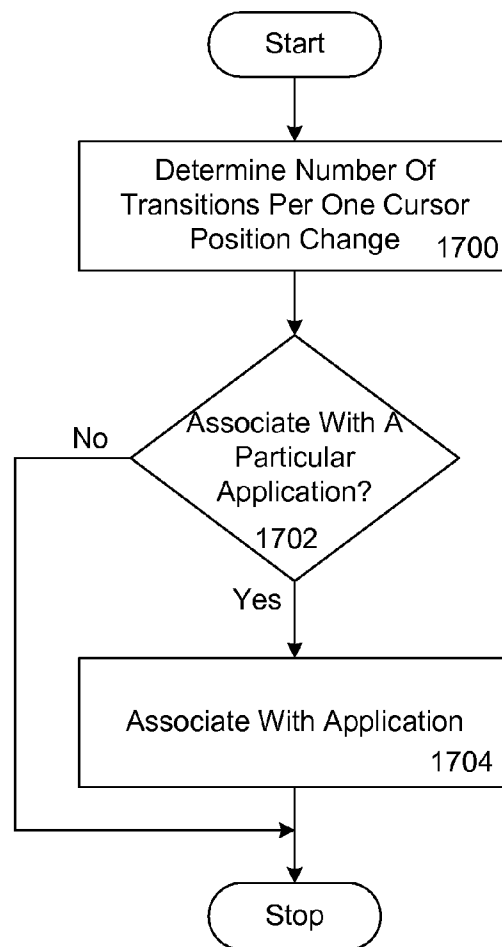 Start
Determine Number Of
Transitions Per One Cursor
Position Change
1700
Associate With A
Particular
Application?
1702
No
Yes
Associate With Application
1704
Stop